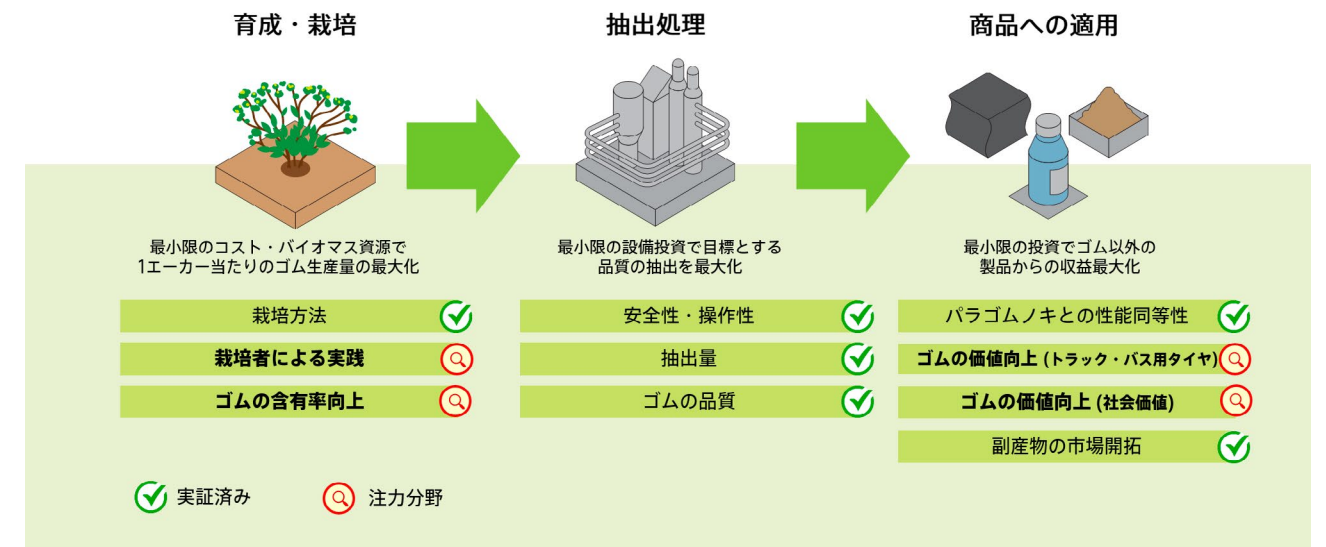 育成・栽培
最小限のコスト・バイオマス資源で
1エーカー当たりのゴム生産量の最大化
栽培方法
栽培者による実践
ゴムの含有率向上
抽出処理
最小限の設備投資で目標とする
品質の抽出を最大化
安全性・操作性
抽出量
ゴムの品質
商品への適用
最小限の投資でゴム以外の
製品からの収益最大化
パラゴムノキとの性能同等性
ゴムの価値向上 (トラック・バス用タイヤ)
ゴムの価値向上 (社会価値)
副産物の市場開拓
実証済み
注力分野